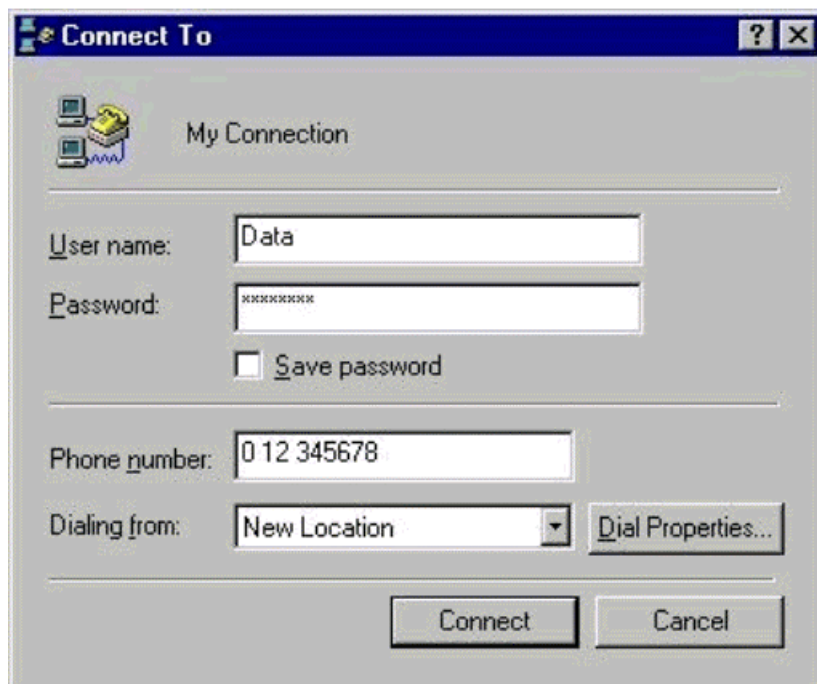 Connect To
My Connection
User name: Data
Password: ********
Save password
Phone number: 0 12 345678
Dialing from: New Location Dial Properties...
Connect Cancel